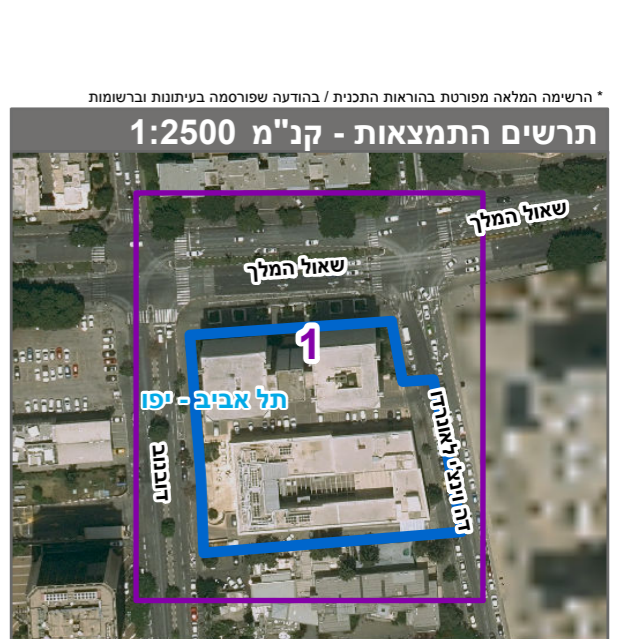 * הרשימה המלאה מפורטת בהוראות התכנית / בהודעה שפורסמה בעיתונות וברשומות
תרשים התמצאות - קנ"מ 1:2500
שאול המלך
שאול המלך
1
תל אביב - יפו
דה וינצ'י לאונרדו
דובנוב